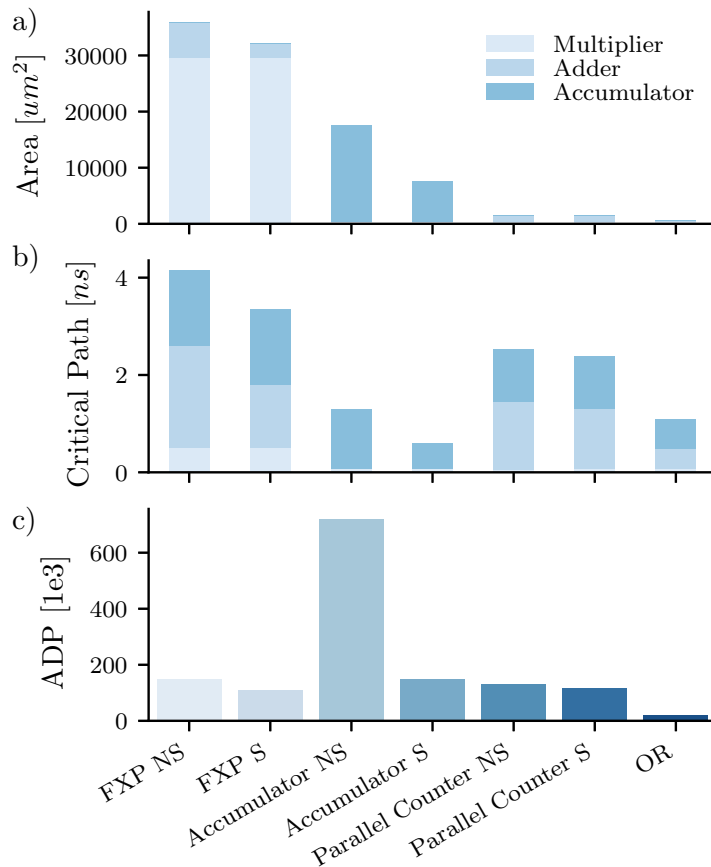 a)
Area [um²]
30000
20000
10000
0
Multiplier
Adder
Accumulator
b)
Critical Path [ns]
4
2
0
c)
ADP [1e3]
600
400
200
0
FXP NS
FXP S
Accumulator NS
Accumulator S
Parallel Counter NS
Parallel Counter S
OR